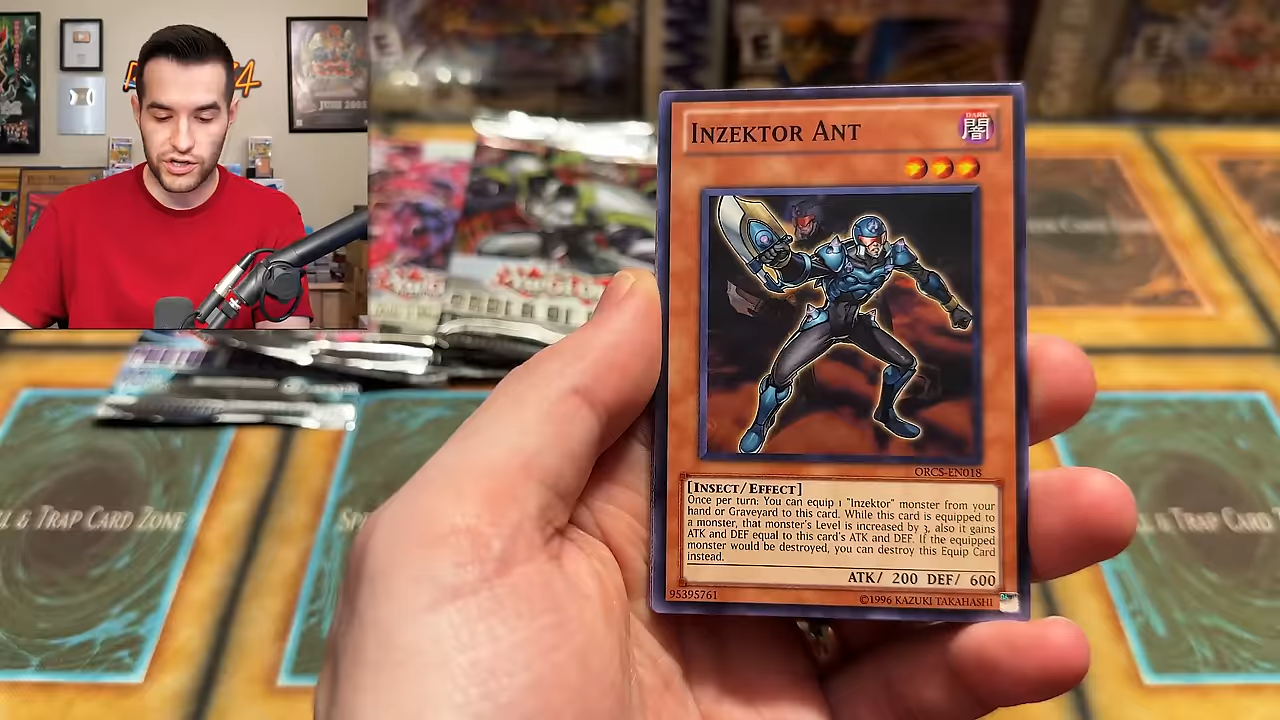 JUNE 2005
INZEKTOR ANT
DARK
闇
ORCS-EN018
[INSECT/EFFECT]
Once per turn: You can equip 1 "Inzektor" monster from your
hand or Graveyard to this card. While this card is equipped to
a monster, that monster's Level is increased by 3, also it gains
ATK and DEF equal to this card's ATK and DEF. If the equipped
monster would be destroyed, you can destroy this Equip Card
instead.
ATK/ 200 DEF/ 600
95395761
©1996 KAZUKI TAKAHASHI
& TRAP CARD ZONE
& TRAP CARD